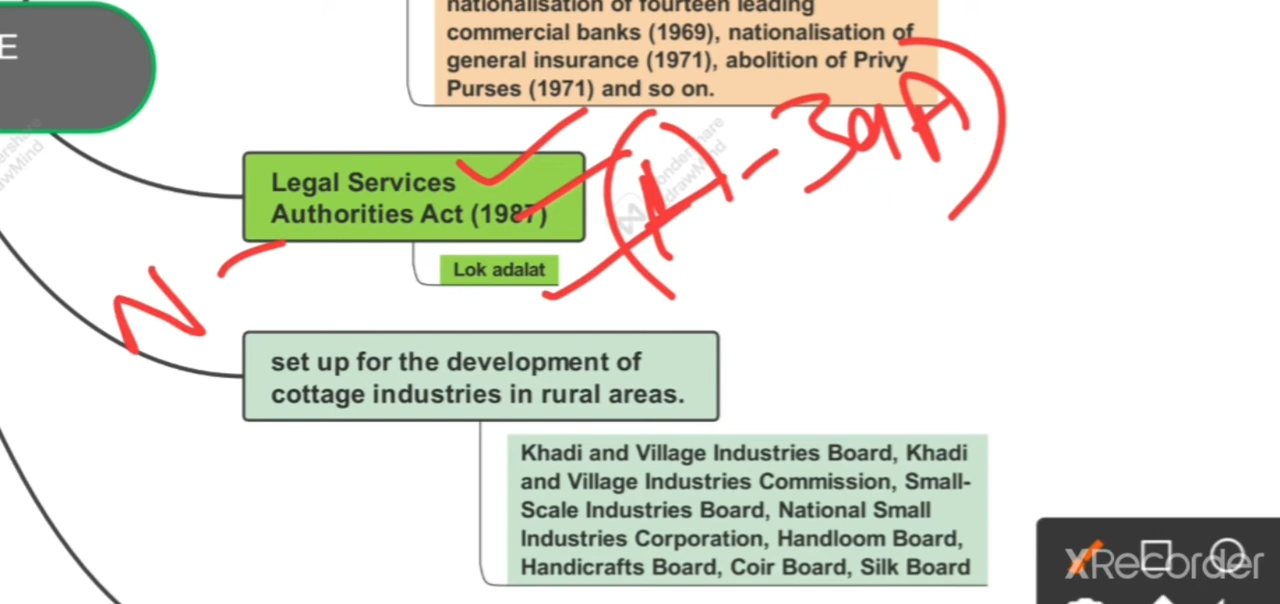 E
nationalisation of fourteen leading
commercial banks (1969), nationalisation of
general insurance (1971), abolition of Privy
Purses (1971) and so on.
Legal Services
Authorities Act (1987)
- 39A)
Lok adalat
N -
set up for the development of
cottage industries in rural areas.
Khadi and Village Industries Board, Khadi
and Village Industries Commission, Small-
Scale Industries Board, National Small
Industries Corporation, Handloom Board,
Handicrafts Board, Coir Board, Silk Board
XRecorder